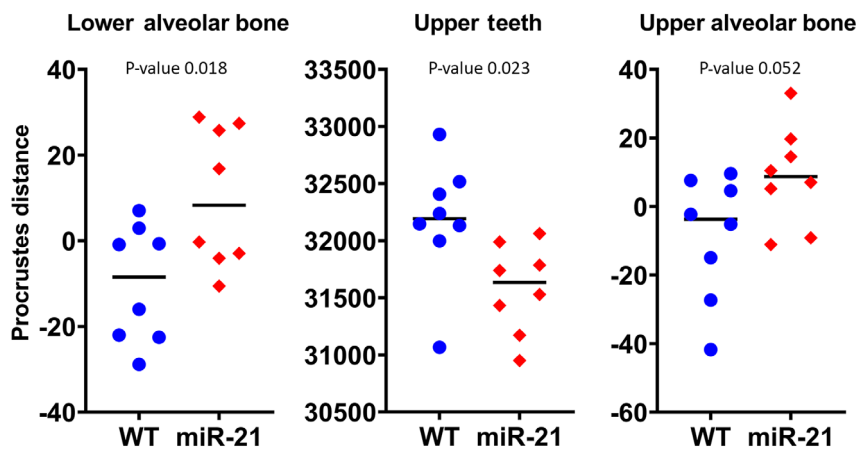 Lower alveolar bone
P-value 0.018
Procrustes distance
40
20
0
-20
-40
WT miR-21
Upper teeth
P-value 0.023
33500
33000
32500
32000
31500
31000
30500
WT miR-21
Upper alveolar bone
P-value 0.052
40
20
0
-20
-40
-60
WT miR-21